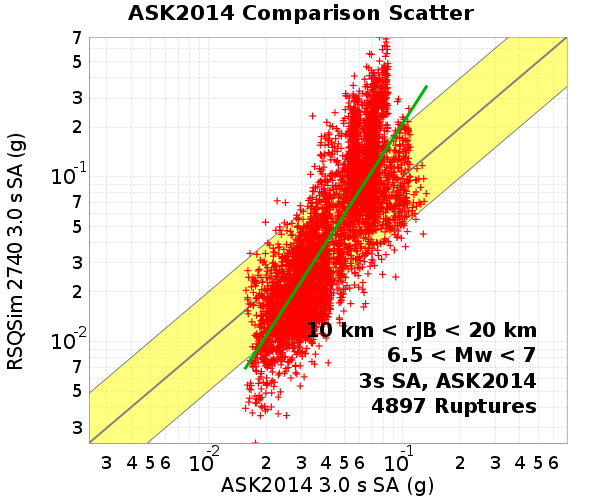 ASK2014 Comparison Scatter
RSQSim 2740 3.0 s SA (g)
7
5
3
2
10-1
7
5
3
2
10-2
7
5
3
10 km < rJB < 20 km
6.5 < Mw < 7
3s SA, ASK2014
4897 Ruptures
3 4 5 6 10-2 2 3 4 5 6 10-1 2 3 4 5 6
ASK2014 3.0 s SA (g)